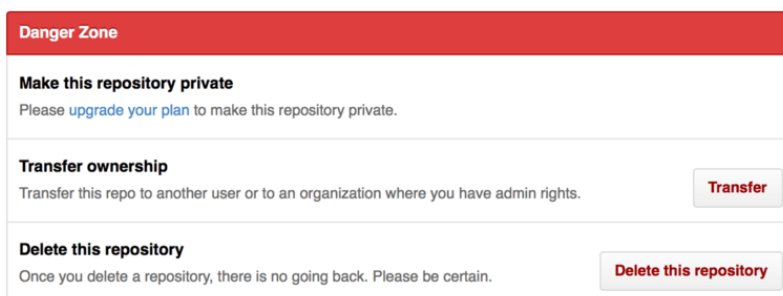 Danger Zone
Make this repository private
Please upgrade your plan to make this repository private.
Transfer ownership
Transfer this repo to another user or to an organization where you have admin rights.
Transfer
Delete this repository
Once you delete a repository, there is no going back. Please be certain.
Delete this repository